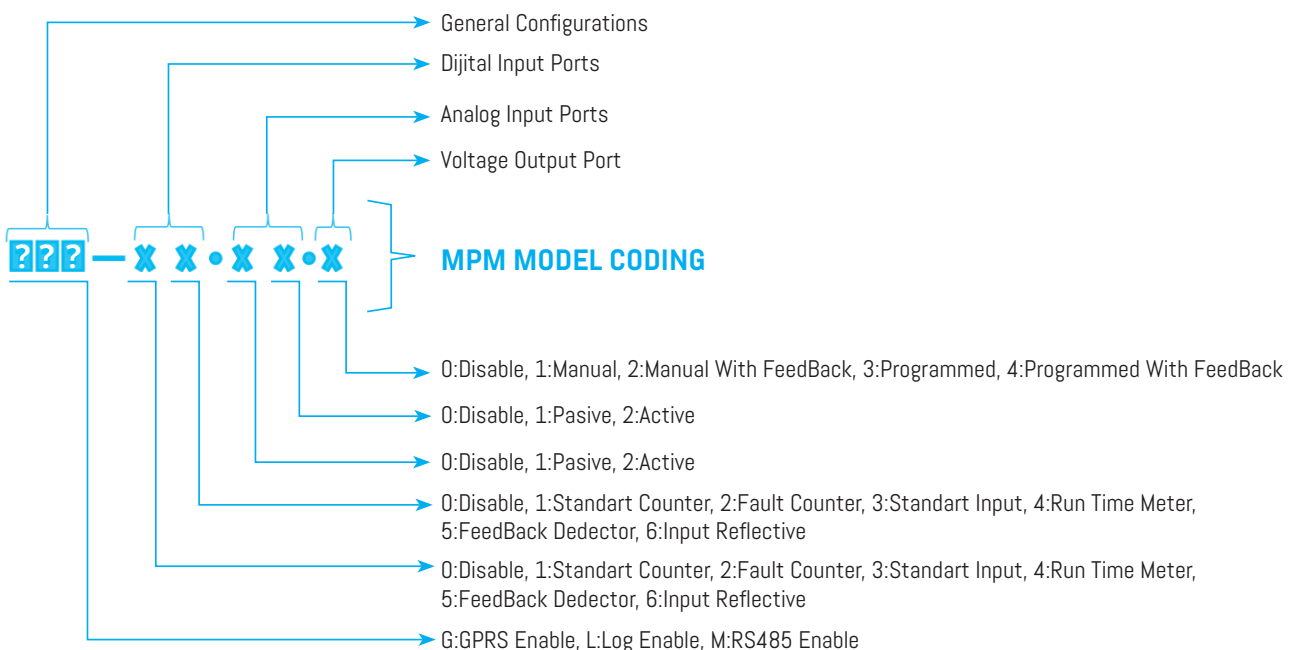 General Configurations
Dijital Input Ports
Analog Input Ports
Voltage Output Port
???—X X•X X•X
MPM MODEL CODING
0:Disable, 1:Manual, 2:Manual With FeedBack, 3:Programmed, 4:Programmed With FeedBack
0:Disable, 1:Pasive, 2:Active
0:Disable, 1:Pasive, 2:Active
0:Disable, 1:Standart Counter, 2:Fault Counter, 3:Standart Input, 4:Run Time Meter,
5:FeedBack Dedector, 6:Input Reflective
0:Disable, 1:Standart Counter, 2:Fault Counter, 3:Standart Input, 4:Run Time Meter,
5:FeedBack Dedector, 6:Input Reflective
G:GPRS Enable, L:Log Enable, M:RS485 Enable